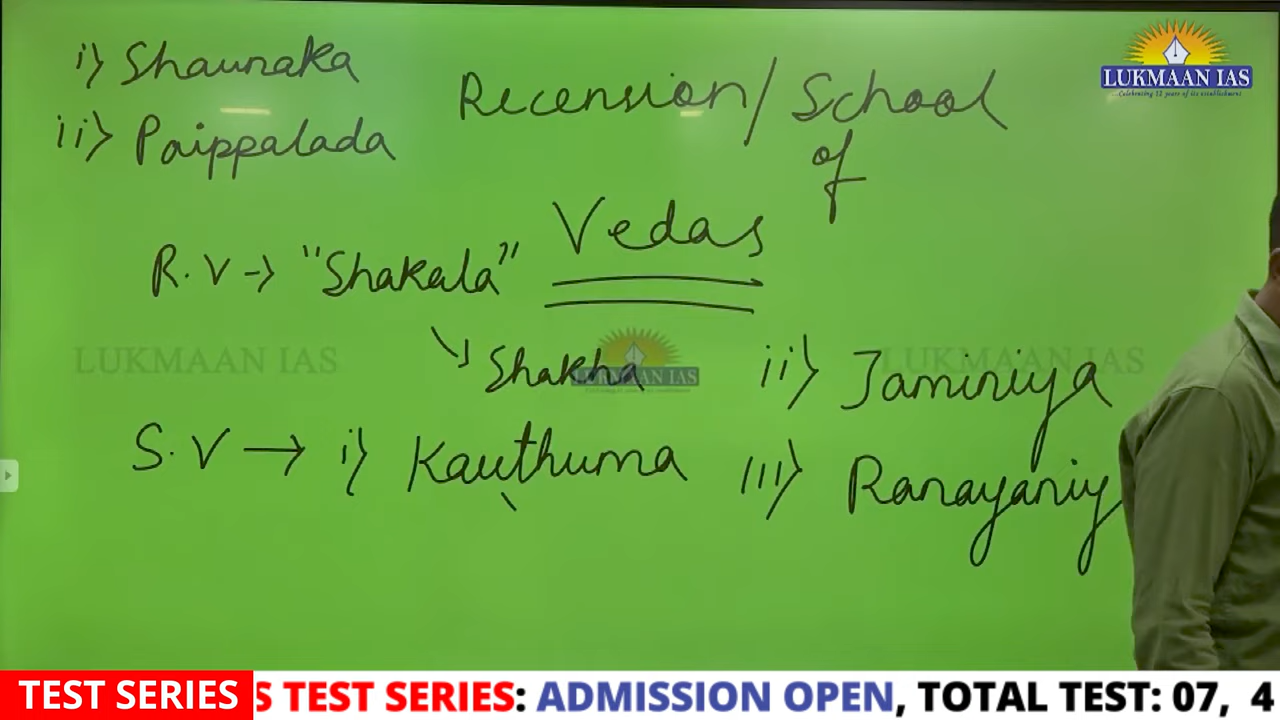 i) Shaunaka
ii) Paippalada
Recension/School
of
Vedas
LUKMAAN IAS
...Celebrating 12 years of its establishment
R.V → "Shakala"
↘ Shakha
ii) Jaminiya
S.V → i) Kauthuma
iii) Ranayaniy
LUKMAAN IAS
LUKMAAN IAS
LUKMAAN IAS
TEST SERIES
S TEST SERIES: ADMISSION OPEN, TOTAL TEST: 07, 4